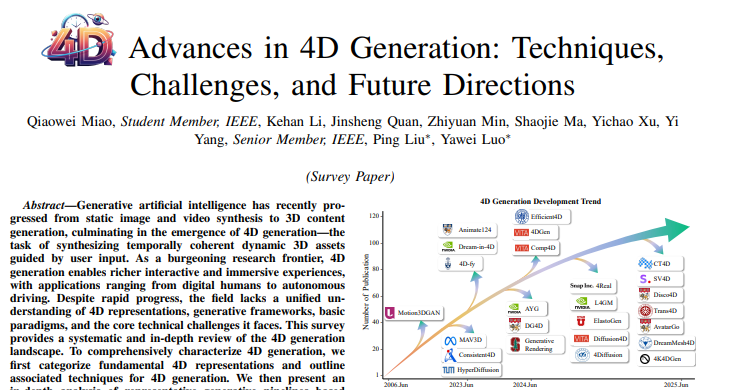 4D
Advances in 4D Generation: Techniques,
Challenges, and Future Directions
Qiaowei Miao, Student Member, IEEE, Kehan Li, Jinsheng Quan, Zhiyuan Min, Shaojie Ma, Yichao Xu, Yi
Yang, Senior Member, IEEE, Ping Liu*, Yawei Luo*
(Survey Paper)
Abstract—Generative artificial intelligence has recently pro-
gressed from static image and video synthesis to 3D content
generation, culminating in the emergence of 4D generation—the
task of synthesizing temporally coherent dynamic 3D assets
guided by user input. As a burgeoning research frontier, 4D
generation enables richer interactive and immersive experiences,
with applications ranging from digital humans to autonomous
driving. Despite rapid progress, the field lacks a unified un-
derstanding of 4D representations, generative frameworks, basic
paradigms, and the core technical challenges it faces. This survey
provides a systematic and in-depth review of the 4D generation
landscape. To comprehensively characterize 4D generation, we
first categorize fundamental 4D representations and outline
associated techniques for 4D generation. We then present an
4D Generation Development Trend
Number of Publication
120
100
80
60
40
20
1
2006.Jun
2023.Jun
2024.Jun
2025.Jun
Motion3DGAN
Animate124
NVIDIA Dream-in-4D
4D-fy
MAV3D
Consistent4D
TUM HyperDiffusion
Efficient4D
VITA 4DGen
VITA Comp4D
NVIDIA AYG
DG4D
Generative
Rendering
Snap Inc. 4Real
NVIDIA L4GM
ElastoGen
VITA Diffusion4D
4Diffusion
CT4D
S. SV4D
Disco4D
Trans4D
AvatarGo
DreamMesh4D
4K4DGen